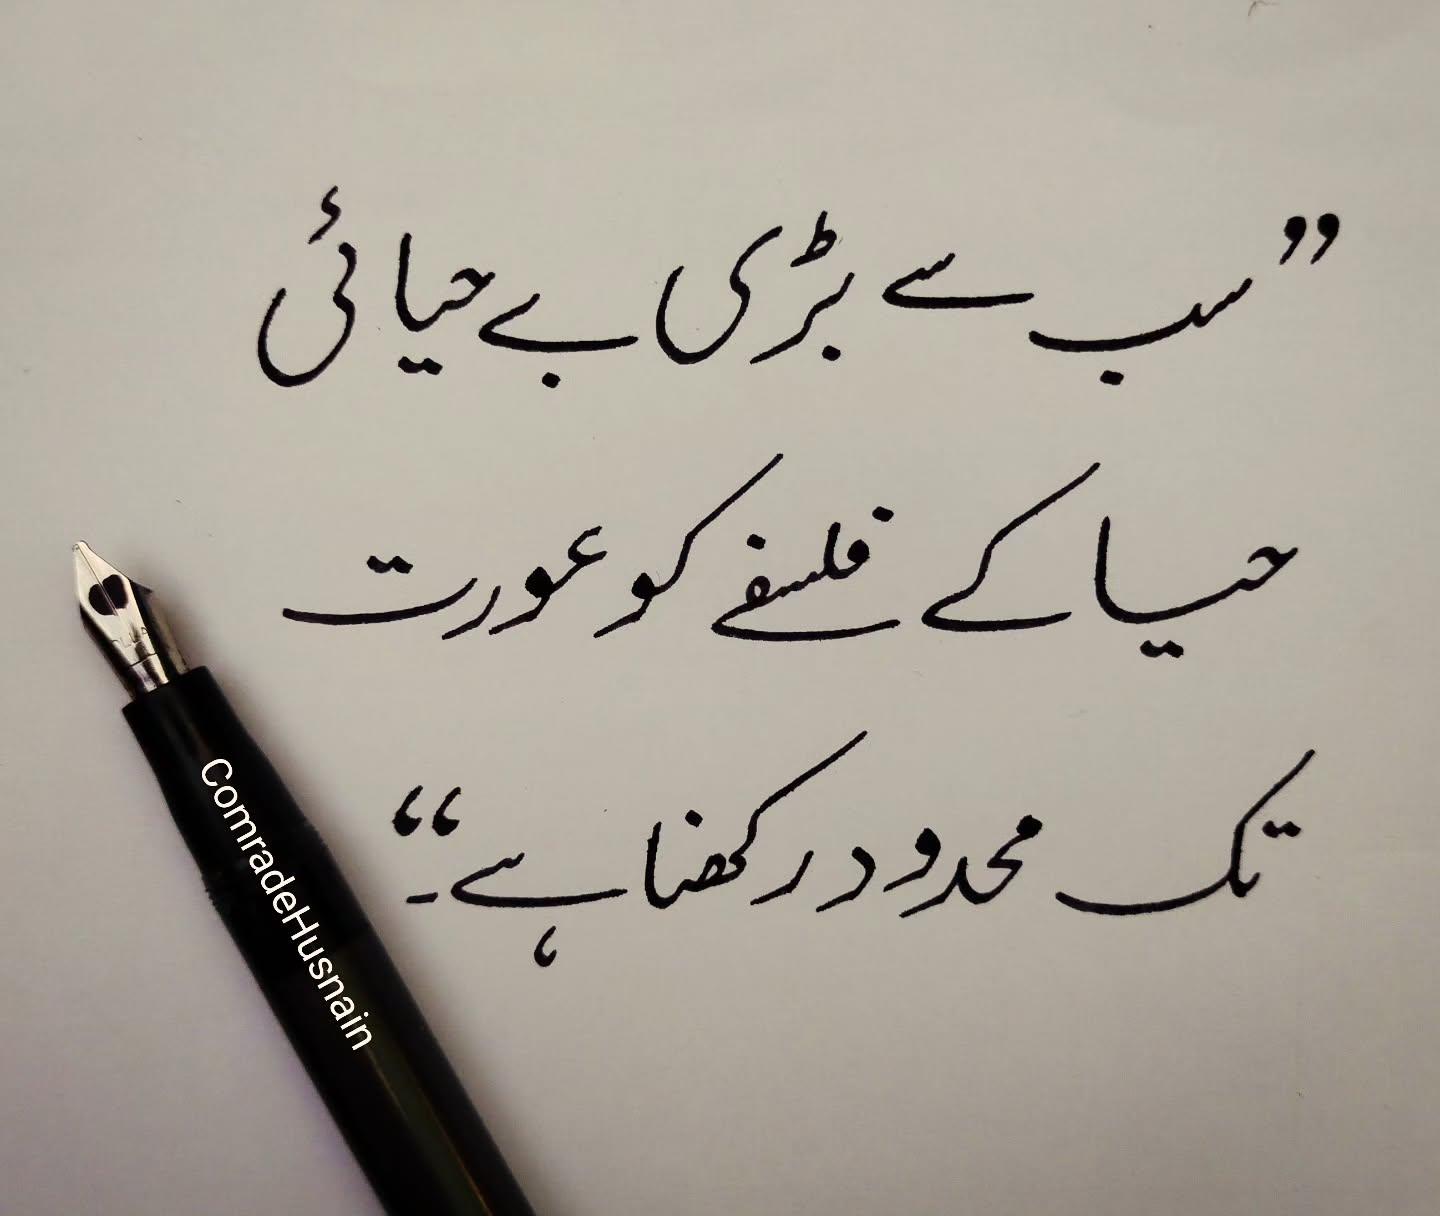 ”سب سے بڑی بے حیائی
حیا کے فلسفے کو عورت
تک محدود رکھنا ہے۔“
ComradeHusnain